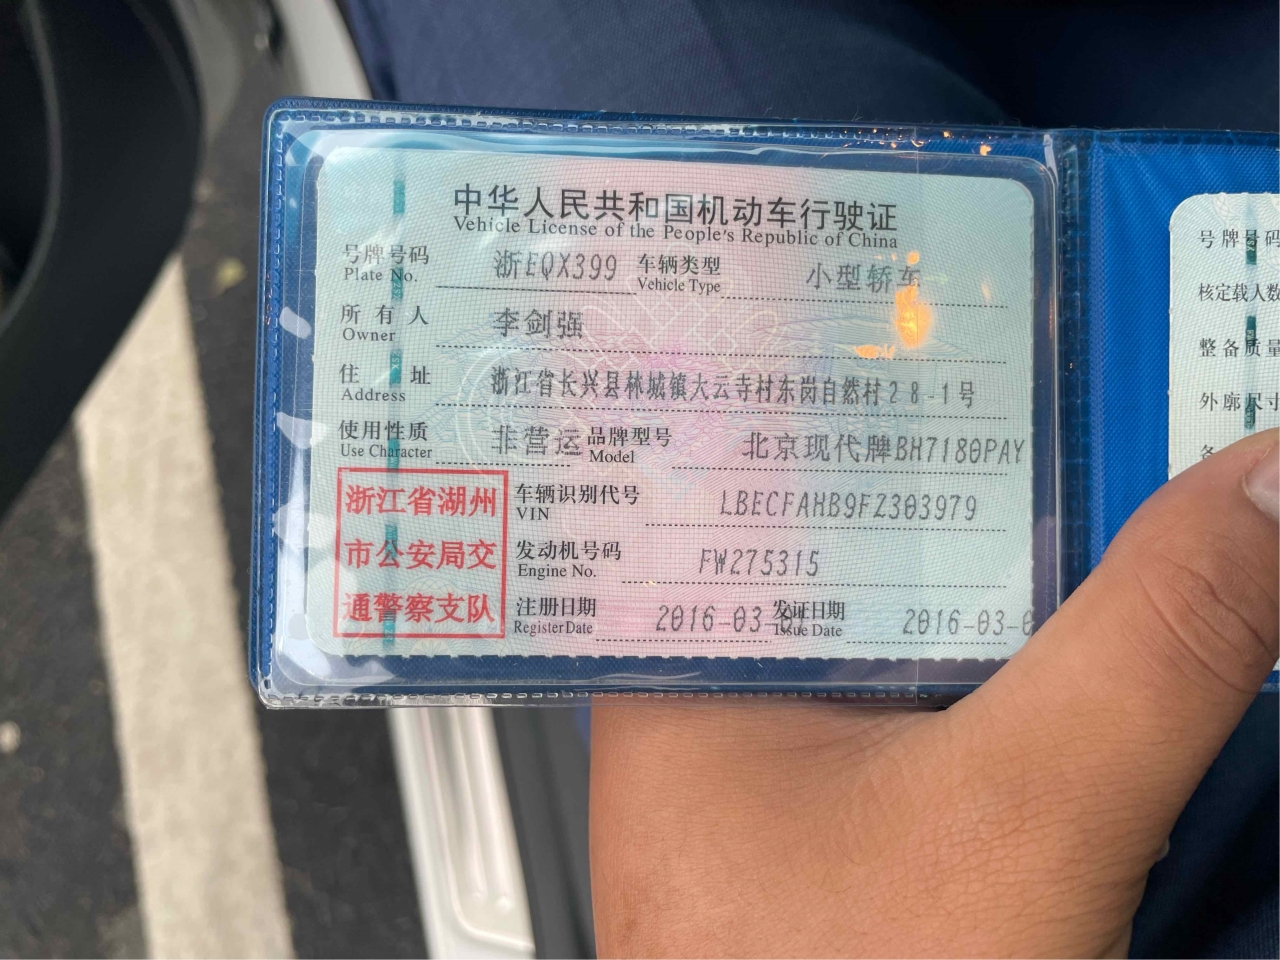 中华人民共和国机动车行驶证
Vehicle License of the People's Republic of China
号牌号码 浙EQX399 车辆类型 小型轿车
Plate No. Vehicle Type
所有人 李剑强
Owner
住址 浙江省长兴县林城镇大云寺村东岗自然村28-1号
Address
使用性质 非营运 品牌型号 北京现代牌BH7180PAY
Use Character Model
浙江省湖州
市公安局交
通警察支队
车辆识别代号 LBECFAHB9FZ303979
VIN
发动机号码 FW275315
Engine No.
注册日期 2016-03- 发证日期 2016-03-0
Register Date Issue Date
号牌号码
核定载人数
整备质量
外廓尺寸